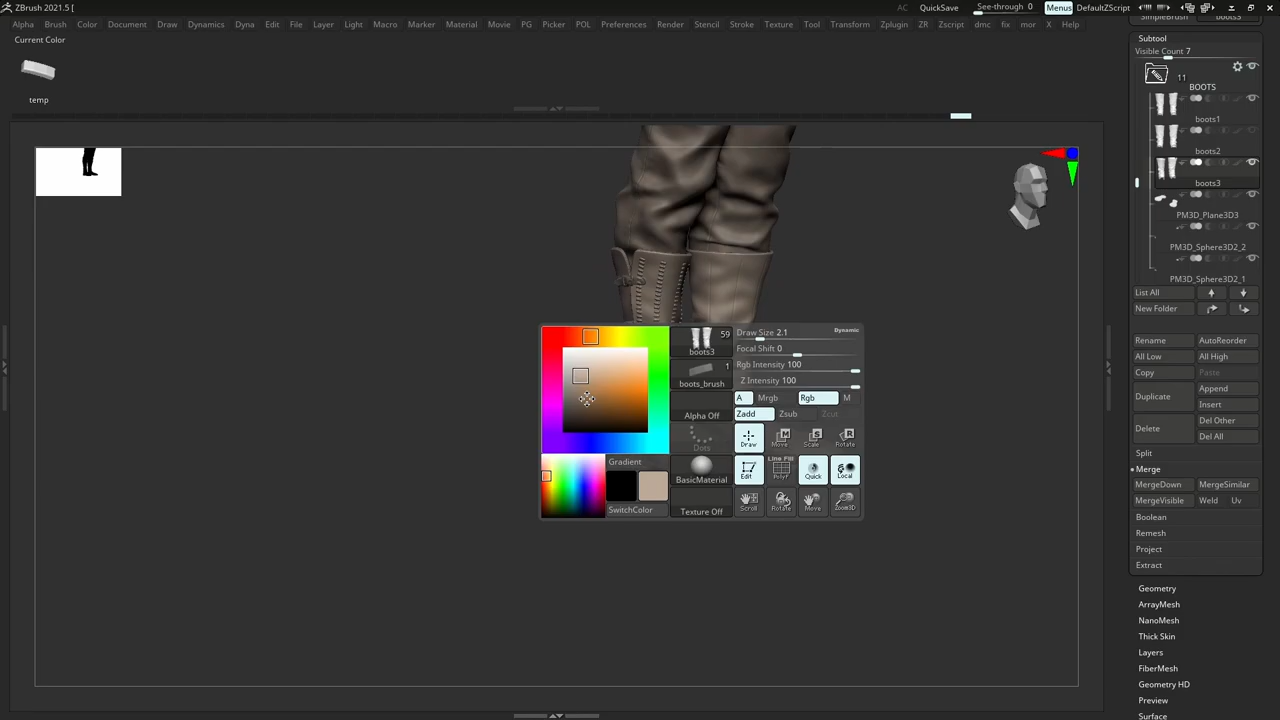 ZBrush 2021.5 [
AC QuickSave See-through 0 Menus DefaultZScript
Alpha Brush Color Document Draw Dynamics Dyna Edit File Layer Light Macro Marker Material Movie PG Picker POL Preferences Render Stencil Stroke Texture Tool Transform Zplugin ZR Zscript dmc fix mor X Help
SimpleBrush boots3
Current Color
temp
Subtool
Visible Count 7
11
BOOTS
boots1
boots2
boots3
PM3D_Plane3D3
PM3D_Sphere3D2_2
PM3D_Sphere3D2_1
List All
New Folder
Rename AutoReorder
All Low All High
Copy Paste
Duplicate
Append
Insert
Delete
Del Other
Del All
Split
Merge
MergeDown MergeSimilar
MergeVisible Weld Uv
Boolean
Remesh
Project
Extract
Geometry
ArrayMesh
NanoMesh
Thick Skin
Layers
FiberMesh
Geometry HD
Preview
Surface
59
boots3
1
boots_brush
Alpha Off
Dots
BasicMaterial
Texture Off
Gradient
SwitchColor
Draw Size 2.1 Dynamic
Focal Shift 0
Rgb Intensity 100
Z Intensity 100
A Mrgb Rgb M
Zadd Zsub Zcut
Draw Move Scale Rotate
Edit Line Fill PolyF Quick Local
Scroll Rotate Move Zoom3D